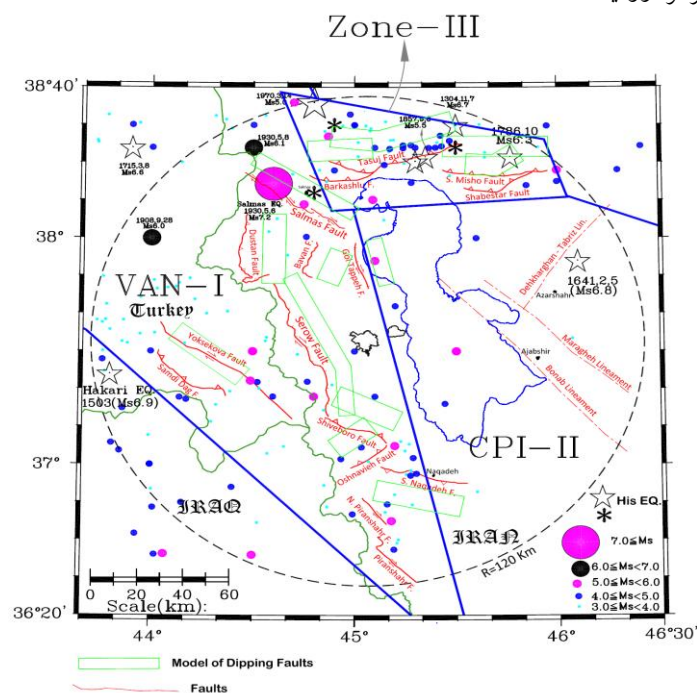 Zone-III
38°40'
38°
37°
36°20'
44°
45°
46°
46°30'
1970,3,14
Ms5.6
1304,11,7
Ms6.7
1786.10
Ms6.3
1930,5,8
Ms6.1
1715,3,8
Ms6.6
Tasuj Fault
Barkashlu F.
S. Misho Fault
Shabestar Fault
Salmas EQ.
1930,5,6
Ms7.2
Salmas Fault
1908,9,28
Ms6.0
Dustan Fault
Bavan F.
Gol Tappeh F.
VAN-I
Turkey
1641,2,5
(Ms6.8)
Dehkharghan - Tabriz Lin.
Azarshahr
Ajabshir
Maragheh Lineament
Bonab Lineament
Serow Fault
Yoksekova Fault
Samdi Dag F.
Hakari EQ.
1503(Ms6.9)
CPI-II
Shiveboro Fault
Oshnavieh Fault
Naqadeh
S. Naqadeh F.
N. Piranshahr F.
Piranshahr F.
IRAQ
IRAN
R=120 Km
His EQ.
7.0≦Ms
6.0≦Ms<7.0
5.0≦Ms<6.0
4.0≦Ms<5.0
3.0≦Ms<4.0
0 20 40 60
Scale(km):
Model of Dipping Faults
Faults